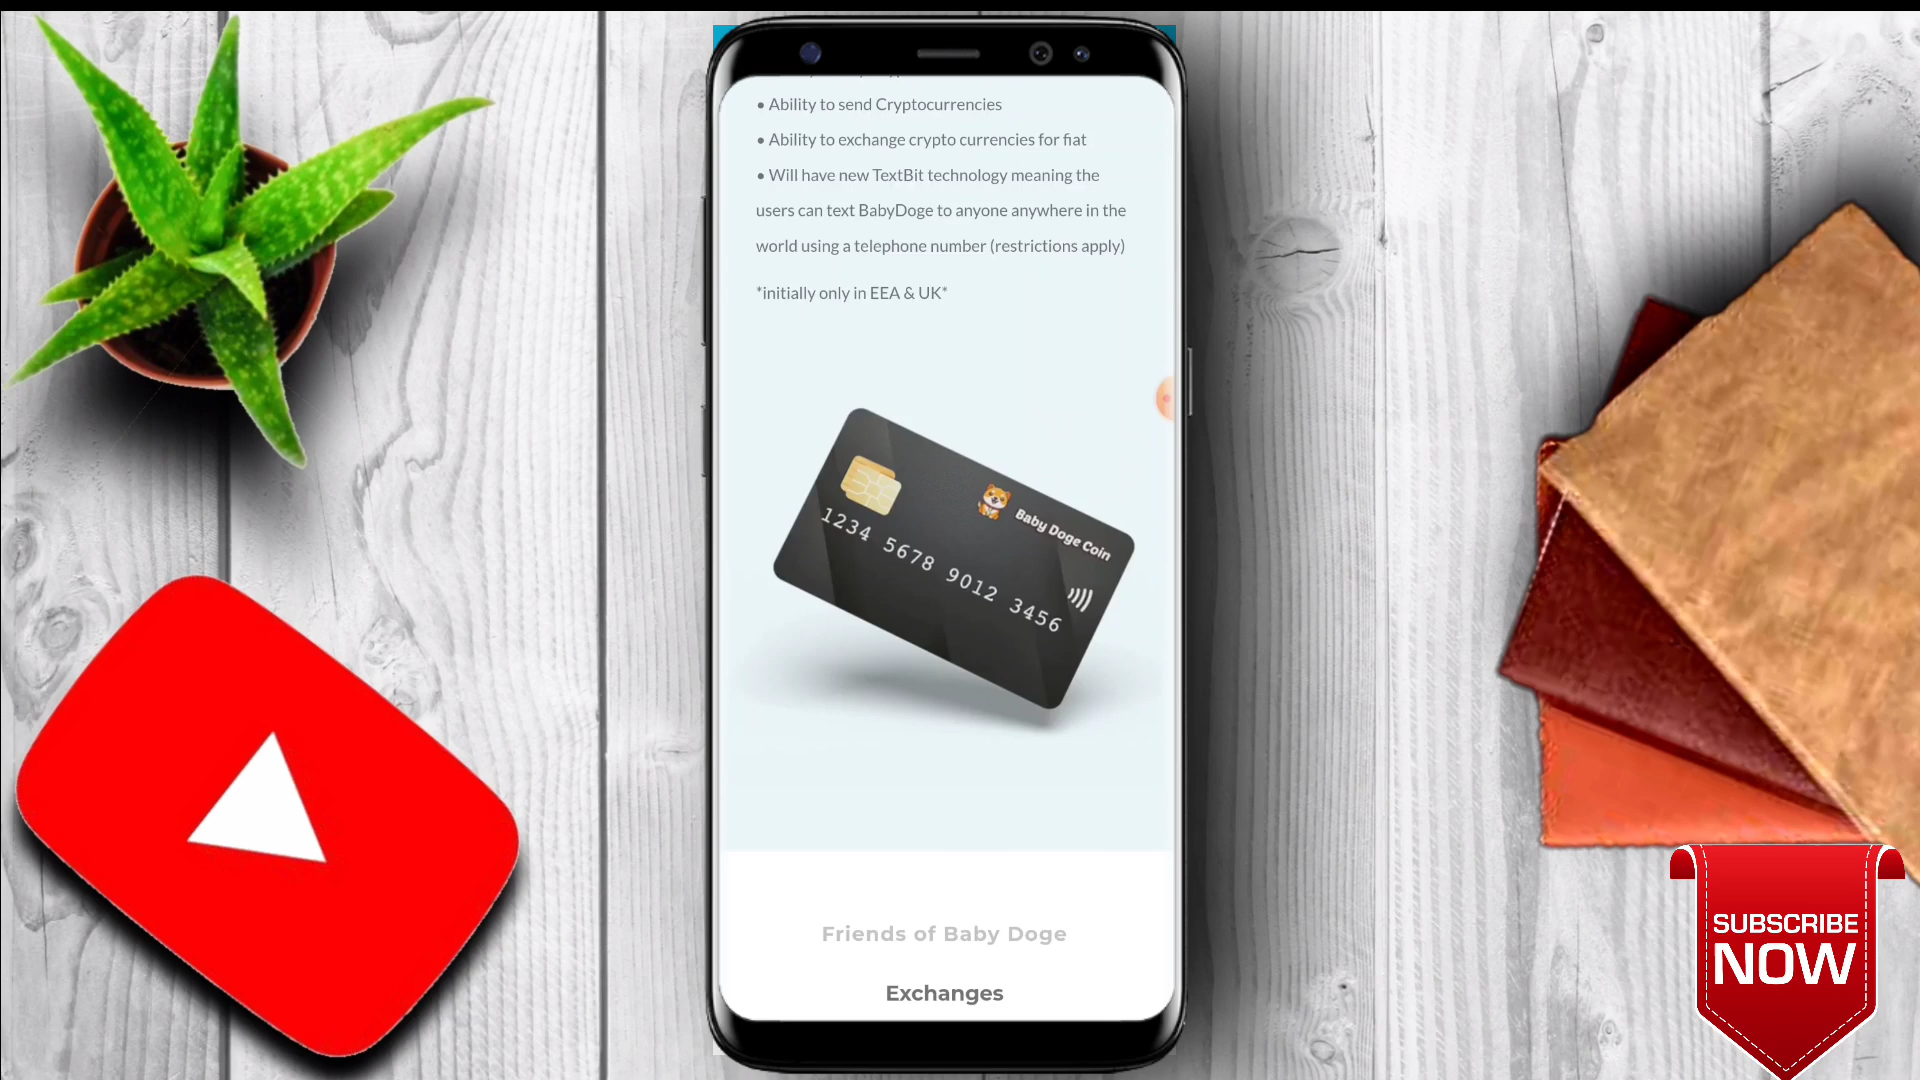 • Ability to send Cryptocurrencies
• Ability to exchange crypto currencies for fiat
• Will have new TextBit technology meaning the
users can text BabyDoge to anyone anywhere in the
world using a telephone number (restrictions apply)
*initially only in EEA & UK*
Baby Doge Coin
1234 5678 9012 3456
Friends of Baby Doge
Exchanges
SUBSCRIBE
NOW